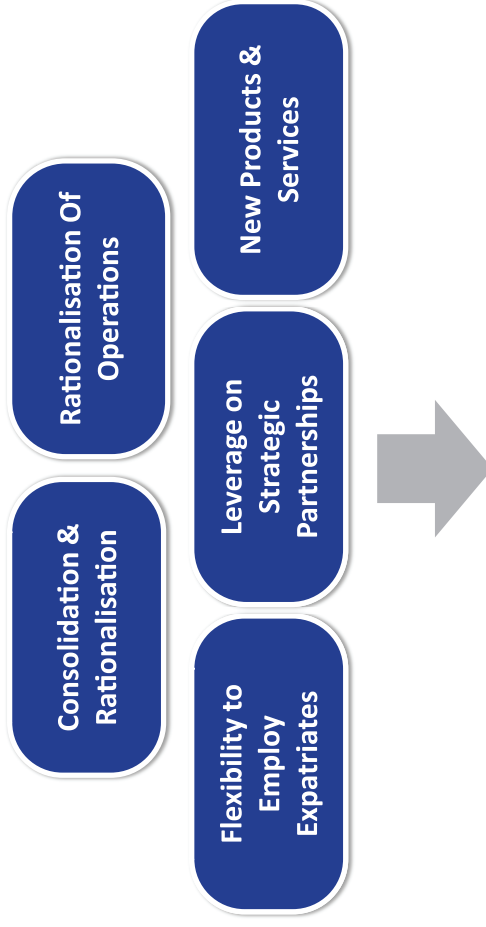 Consolidation &
Rationalisation
Rationalisation Of
Operations
Flexibility to
Employ
Expatriates
Leverage on
Strategic
Partnerships
New Products &
Services